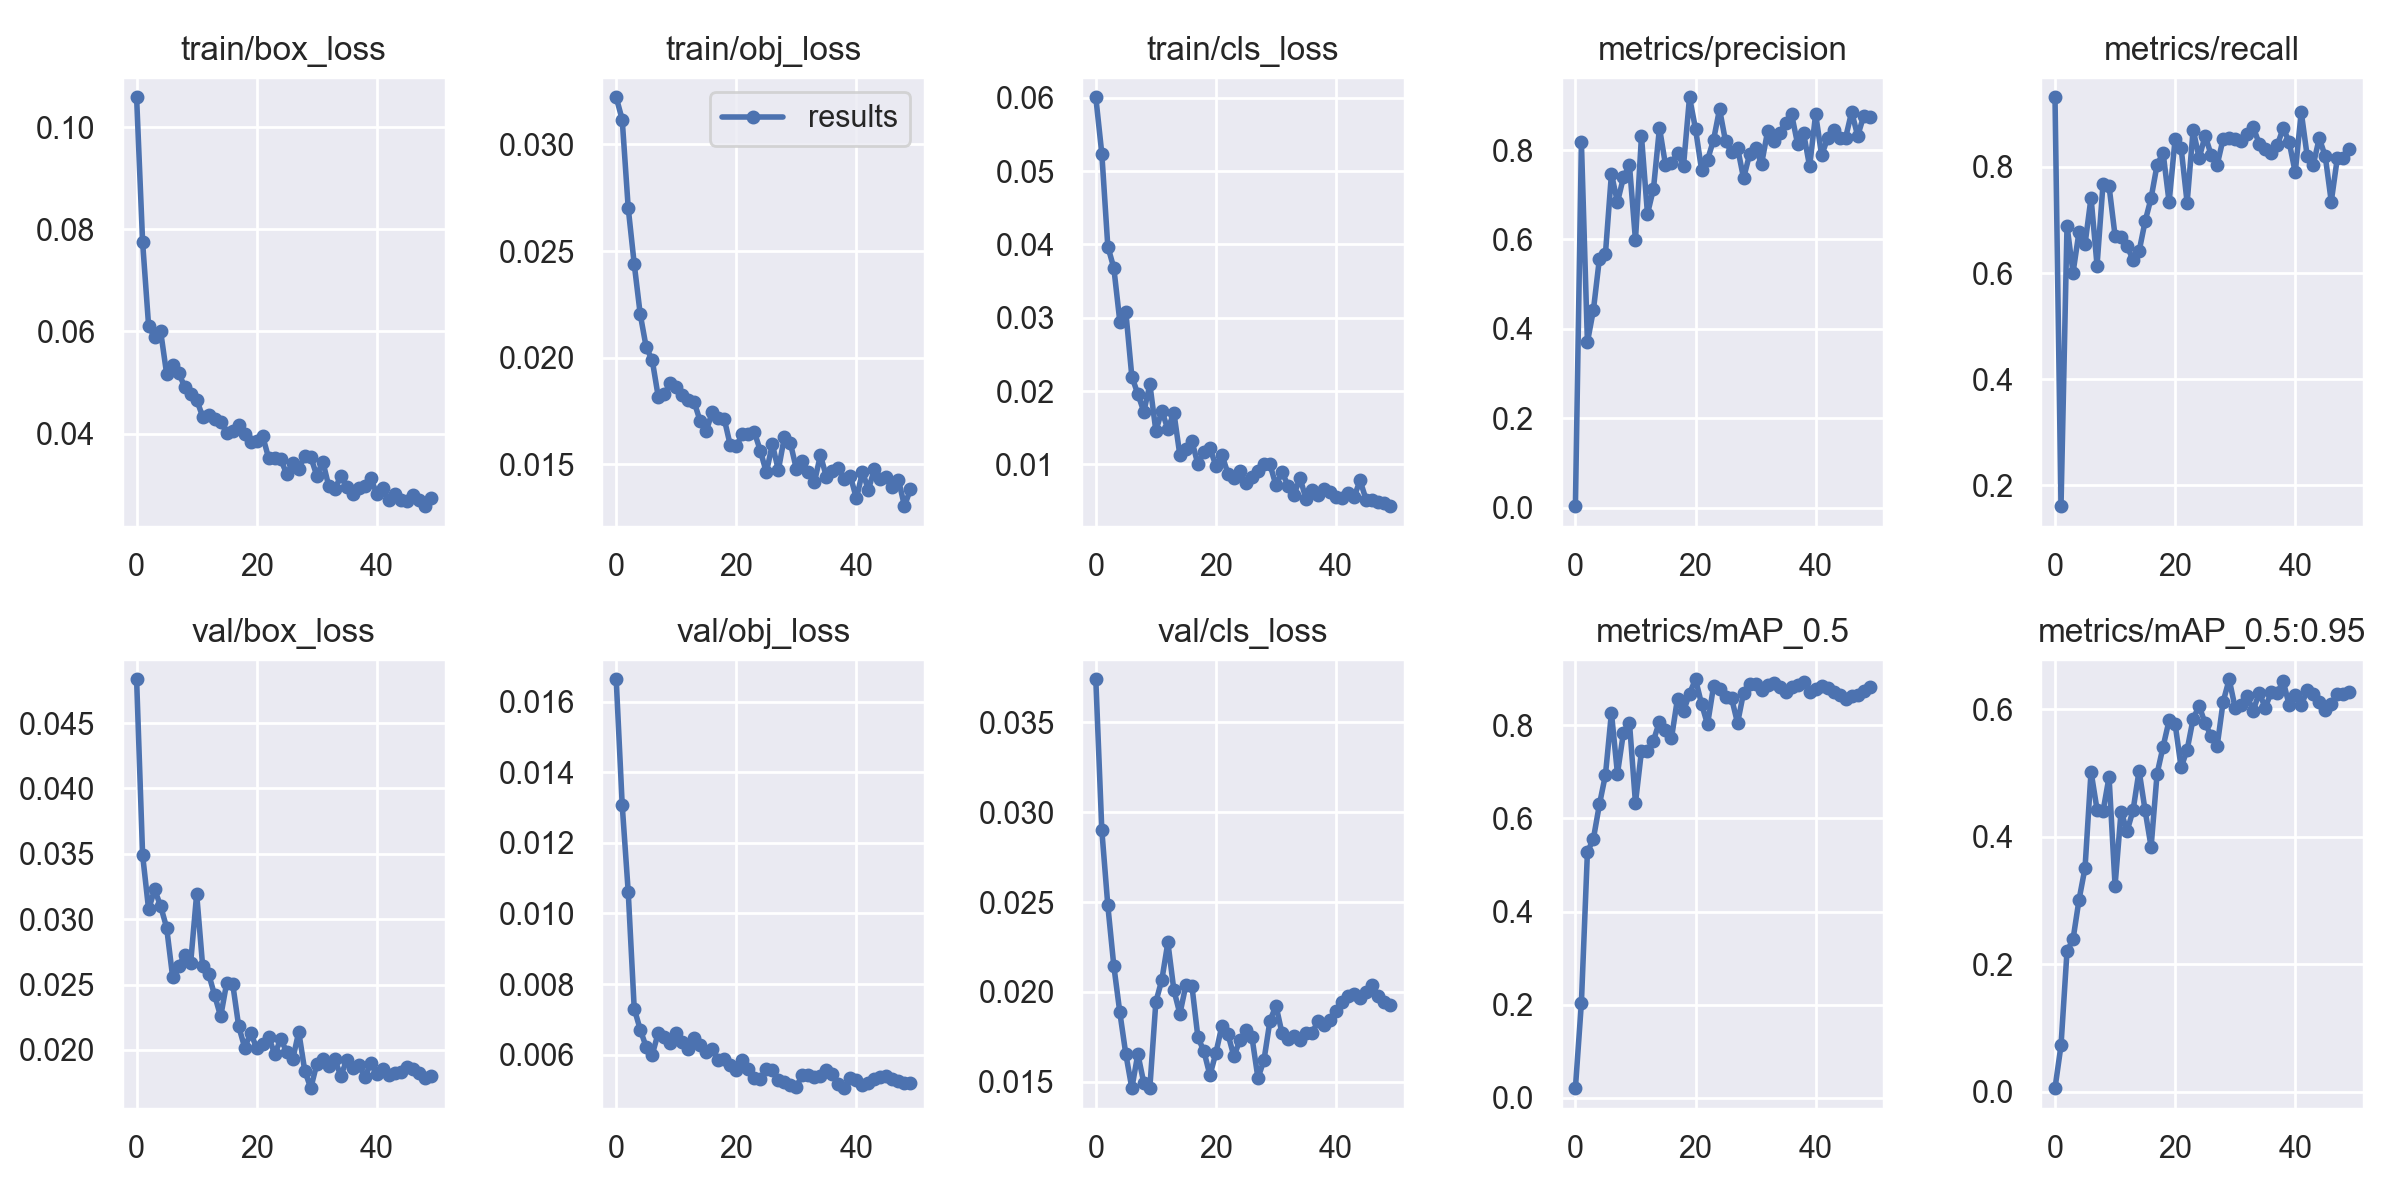 train/box_loss
0.10
0.08
0.06
0.04
0 20 40
train/obj_loss
results
0.030
0.025
0.020
0.015
0 20 40
train/cls_loss
0.06
0.05
0.04
0.03
0.02
0.01
0 20 40
metrics/precision
0.8
0.6
0.4
0.2
0.0
0 20 40
metrics/recall
0.8
0.6
0.4
0.2
0 20 40
val/box_loss
0.045
0.040
0.035
0.030
0.025
0.020
0 20 40
val/obj_loss
0.016
0.014
0.012
0.010
0.008
0.006
0 20 40
val/cls_loss
0.035
0.030
0.025
0.020
0.015
0 20 40
metrics/mAP_0.5
0.8
0.6
0.4
0.2
0.0
0 20 40
metrics/mAP_0.5:0.95
0.6
0.4
0.2
0.0
0 20 40